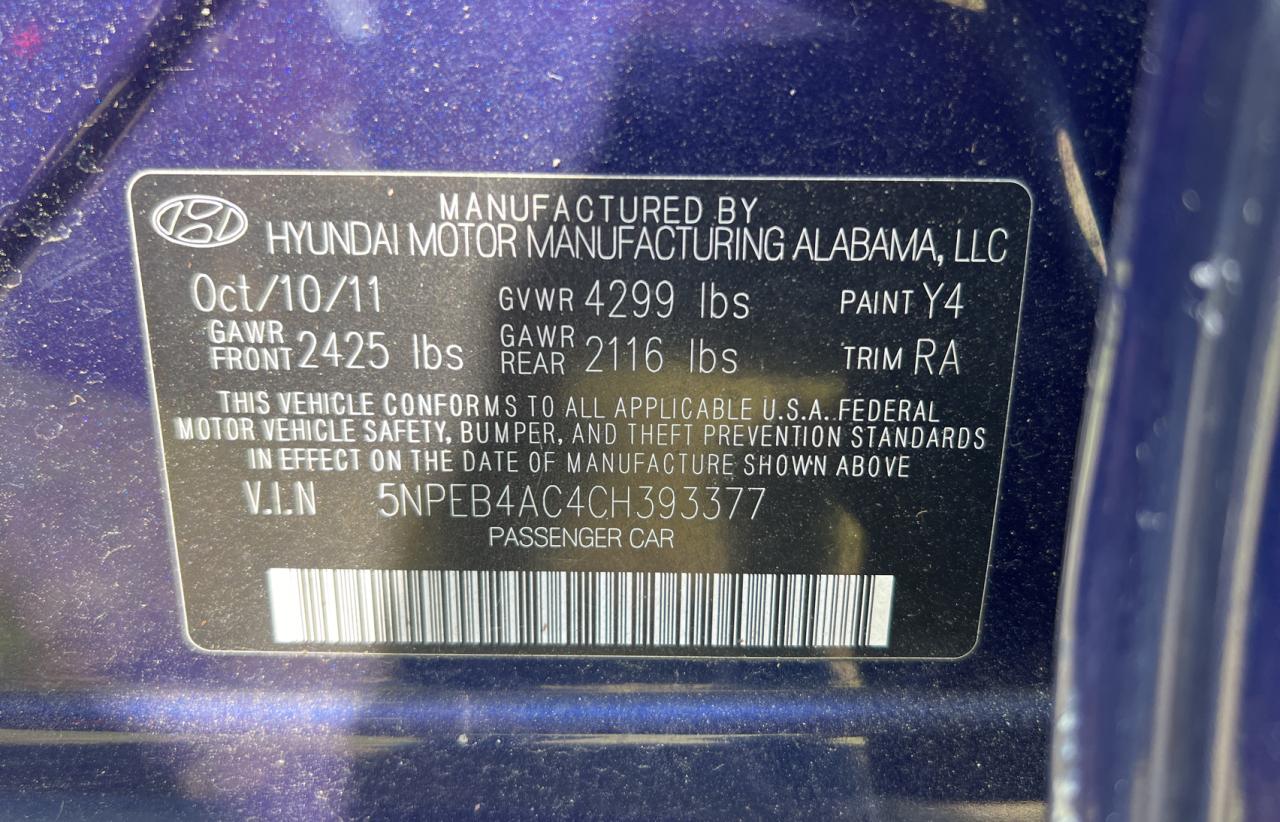 MANUFACTURED BY
HYUNDAI MOTOR MANUFACTURING ALABAMA, LLC
Oct/10/11 GVWR 4299 lbs PAINT Y4
GAWR FRONT 2425 lbs GAWR REAR 2116 lbs TRIM RA
THIS VEHICLE CONFORMS TO ALL APPLICABLE U.S.A. FEDERAL
MOTOR VEHICLE SAFETY, BUMPER, AND THEFT PREVENTION STANDARDS
IN EFFECT ON THE DATE OF MANUFACTURE SHOWN ABOVE
V.I.N 5NPEB4AC4CH393377
PASSENGER CAR